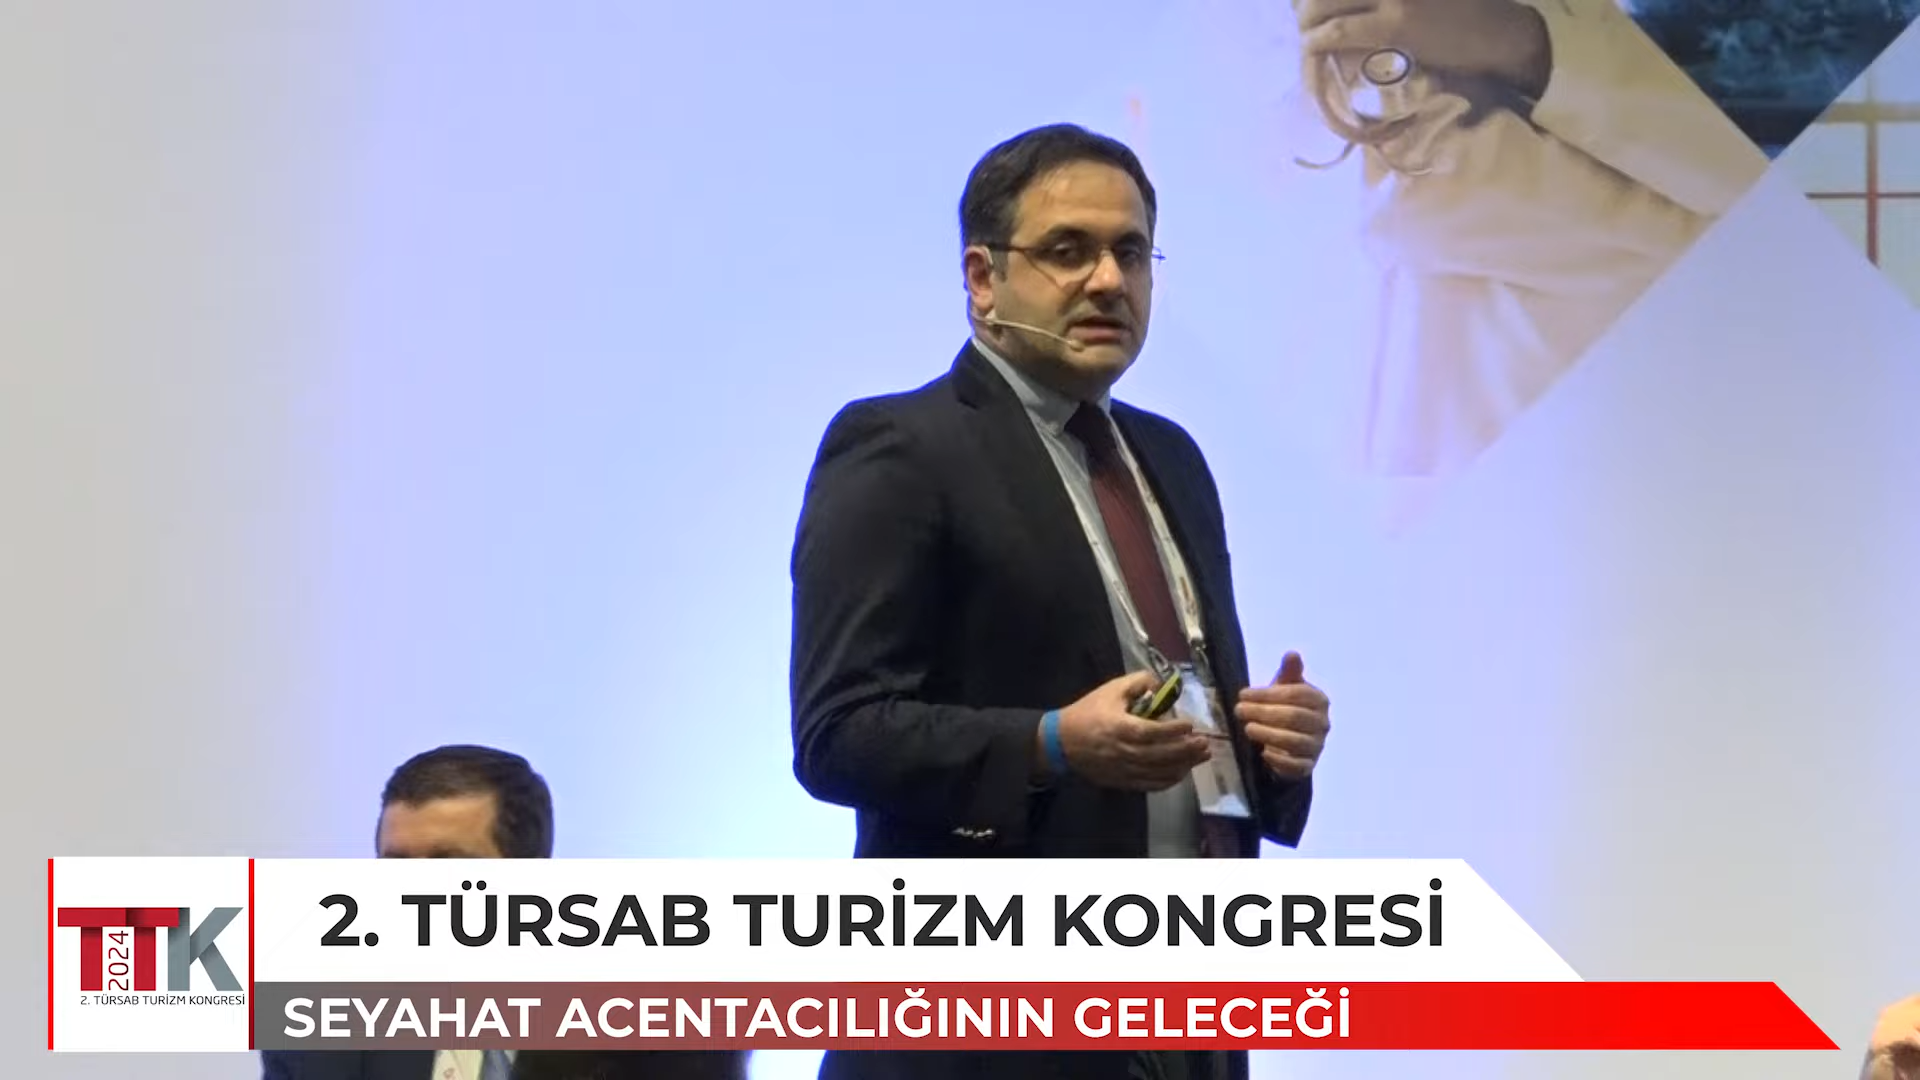 2. TÜRSAB TURİZM KONGRESİ
TTK
2024
2. TÜRSAB TURİZM KONGRESİ
SEYAHAT ACENTACILIĞININ GELECEĞİ